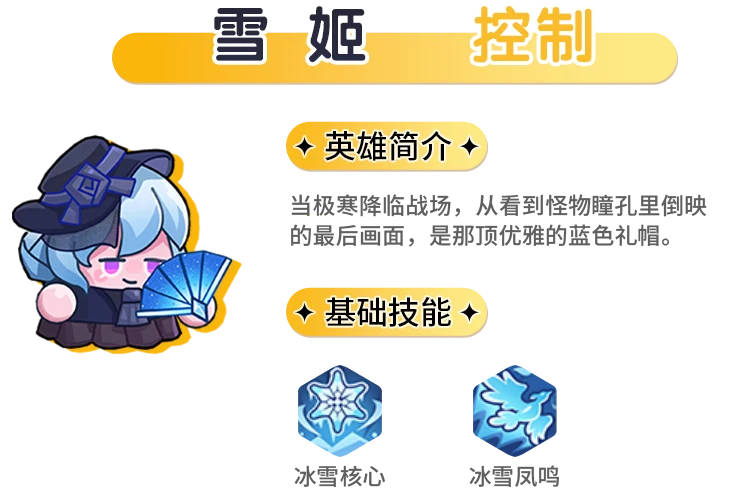 雪姬 控制
英雄简介
当极寒降临战场，从看到怪物瞳孔里倒映
的最后画面，是那顶优雅的蓝色礼帽。
基础技能
冰雪核心 冰雪凤鸣